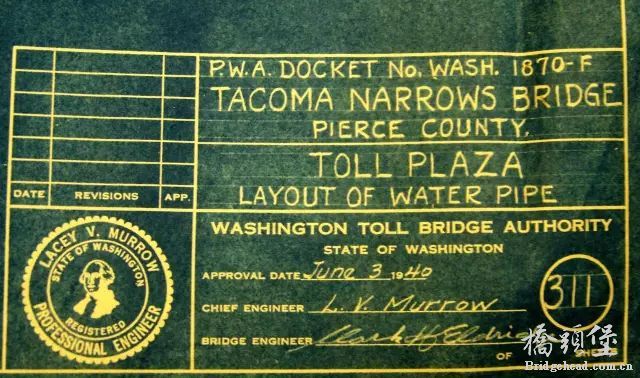 P.W.A. DOCKET No. WASH. 1870-F
TACOMA NARROWS BRIDGE
PIERCE COUNTY.
TOLL PLAZA
LAYOUT OF WATER PIPE
DATE REVISIONS APP.
LACEY V. MURROW
STATE OF WASHINGTON
REGISTERED
PROFESSIONAL ENGINEER
WASHINGTON TOLL BRIDGE AUTHORITY
STATE OF WASHINGTON
APPROVAL DATE June 3 1940
CHIEF ENGINEER L. V. Murrow
BRIDGE ENGINEER Clark H Eldridge
311
OF
橋頭堡
Bridgehead.com.cn